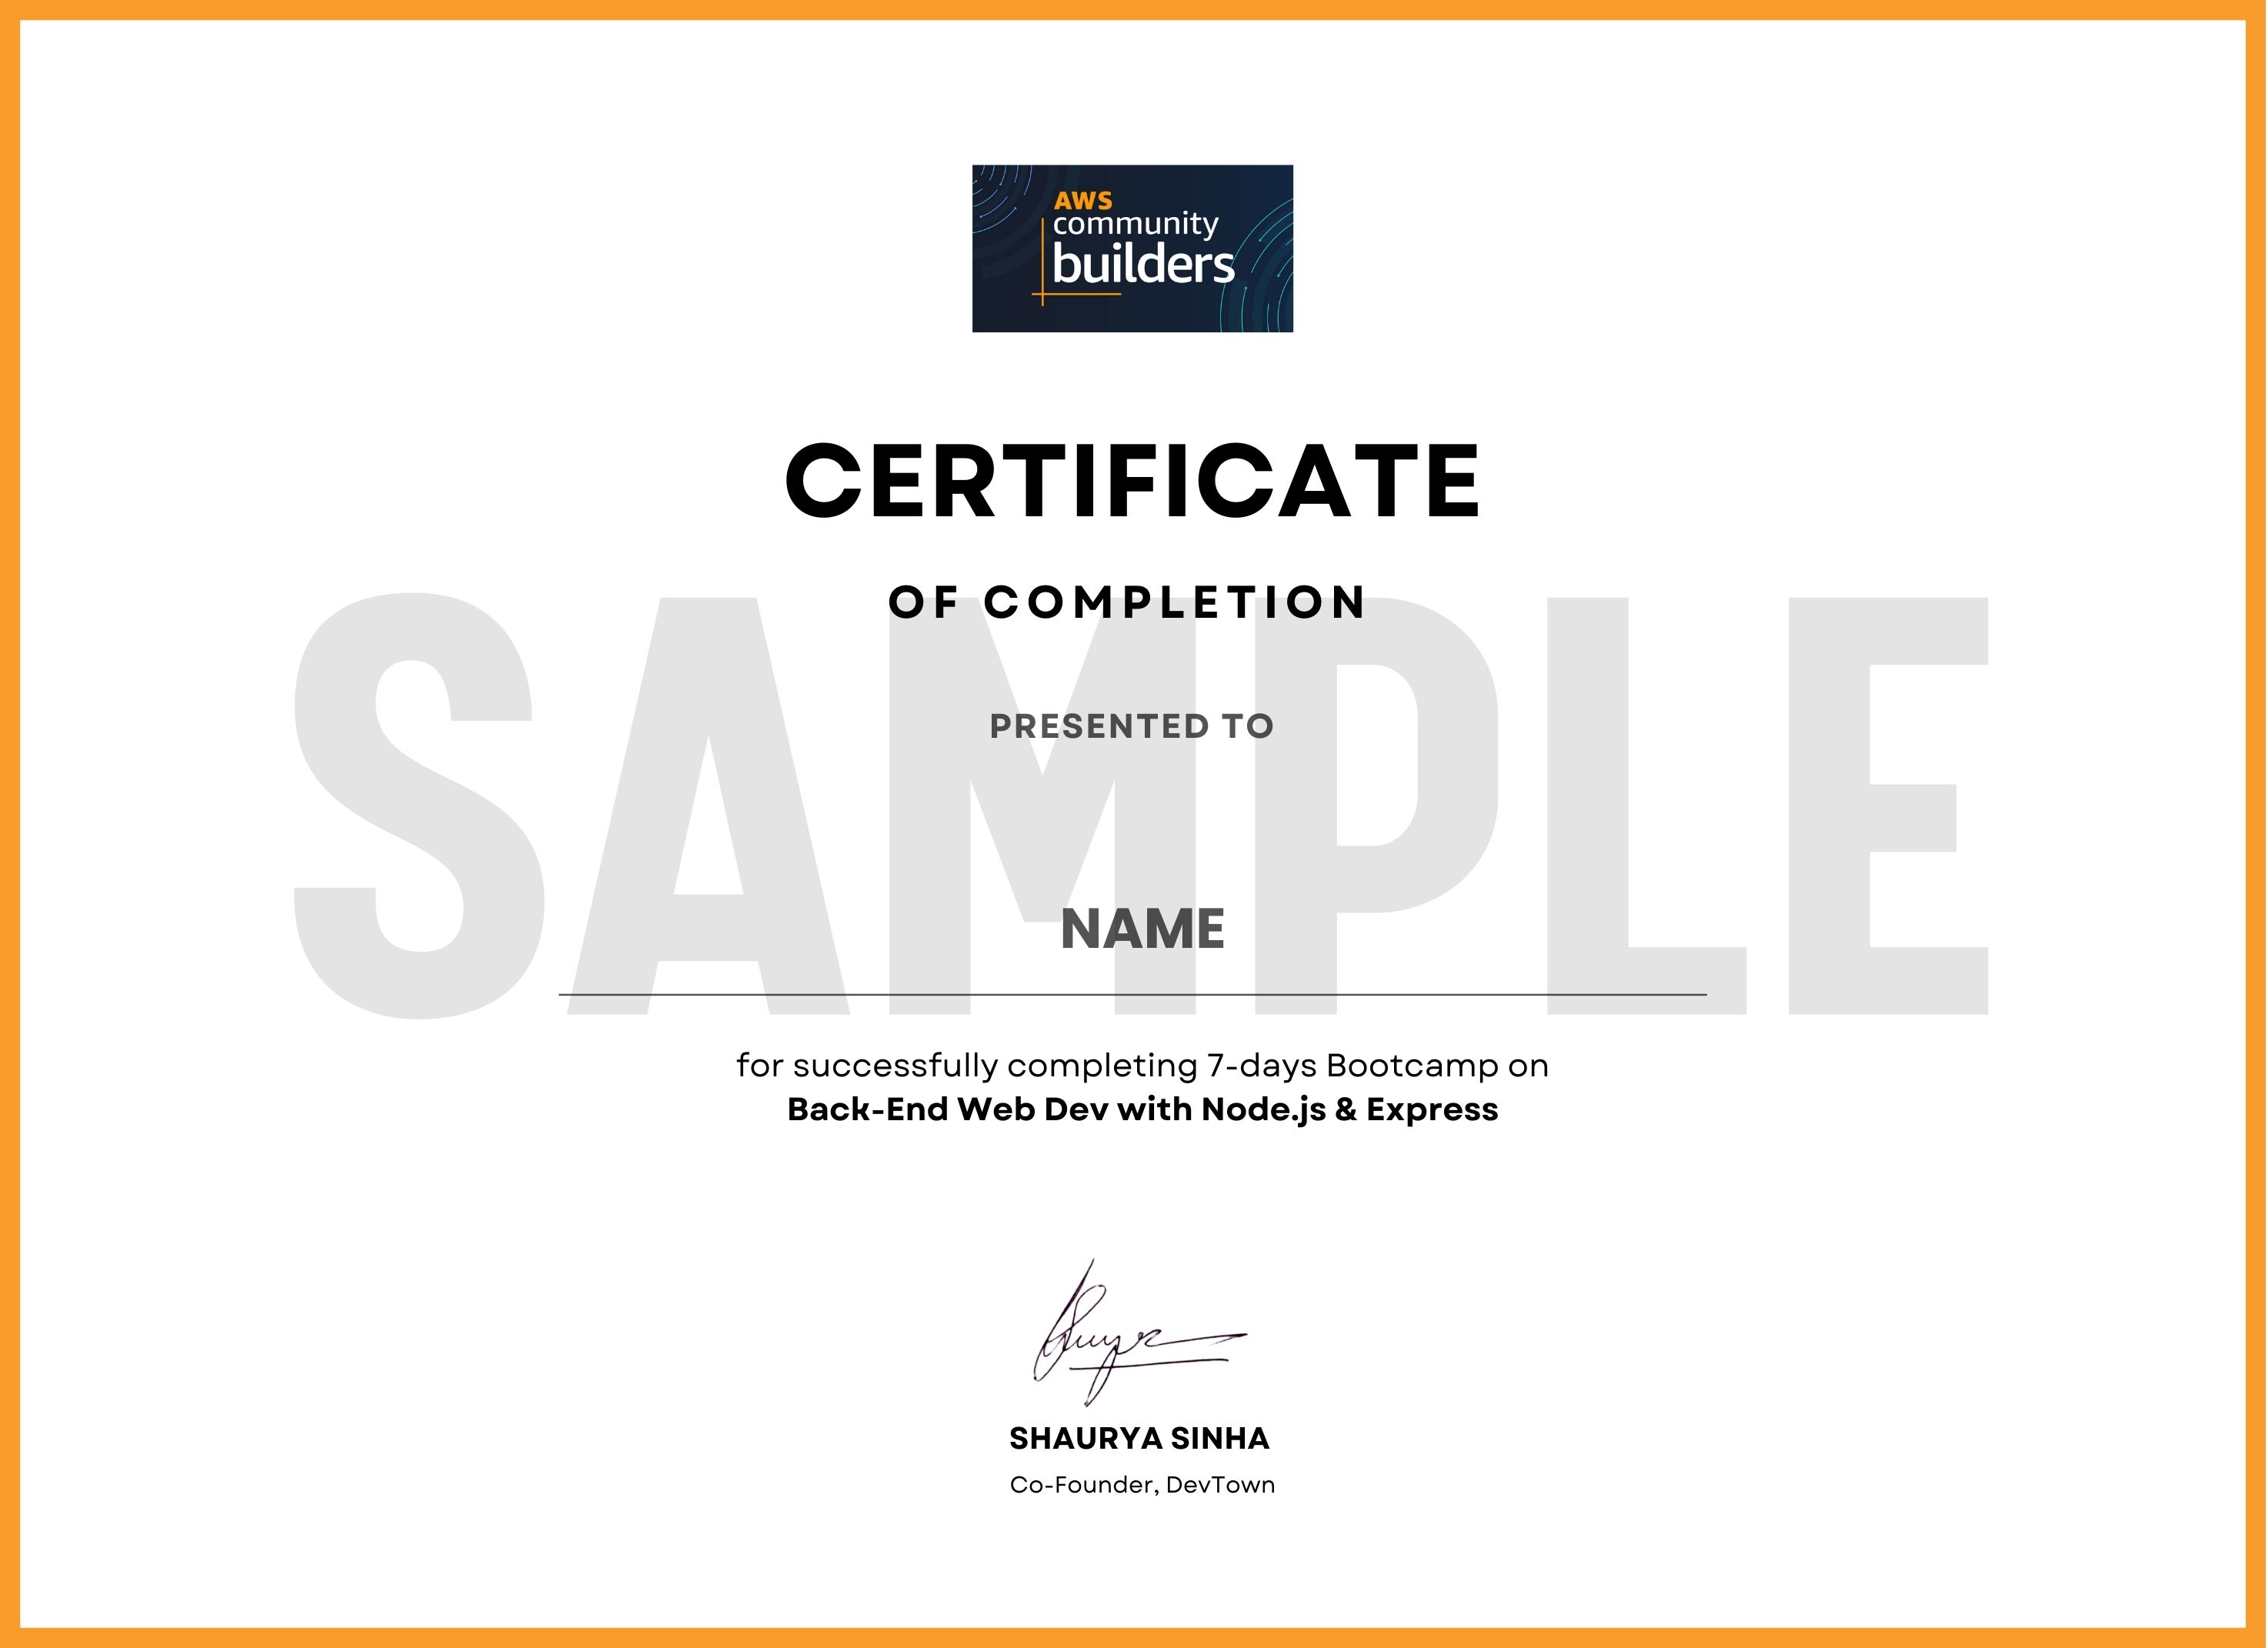 AWS
community
builders
CERTIFICATE
OF COMPLETION
SAMPLE
PRESENTED TO
NAME
for successfully completing 7-days Bootcamp on
Back-End Web Dev with Node.js & Express
SHAURYA SINHA
Co-Founder, DevTown